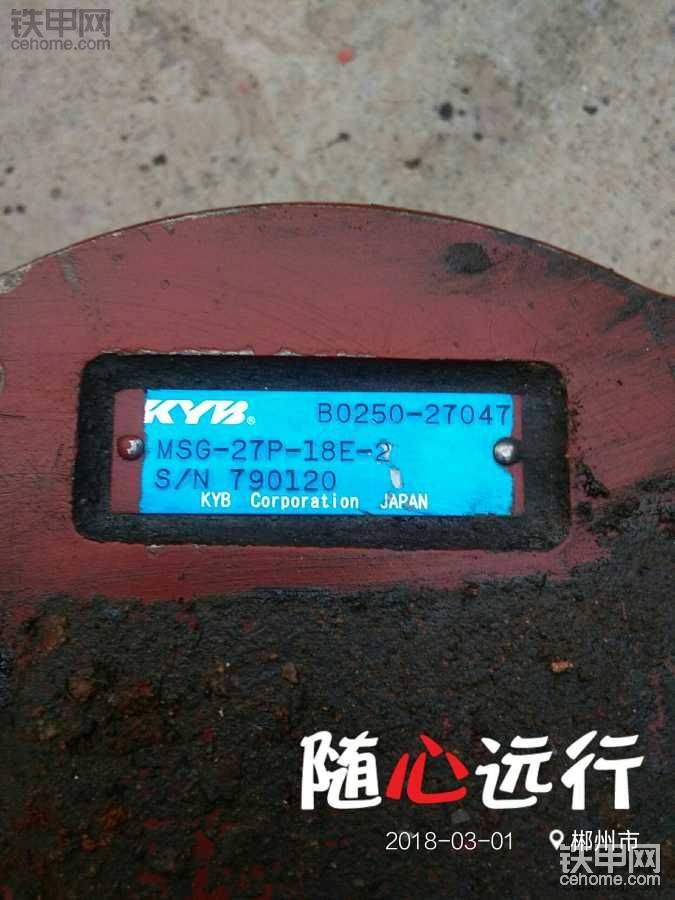 铁甲网
cehome.com
KYB® B0250-27047
MSG-27P-18E-2
S/N 790120
KYB Corporation JAPAN
随心远行
2018-03-01 郴州市
铁甲网
cehome.com